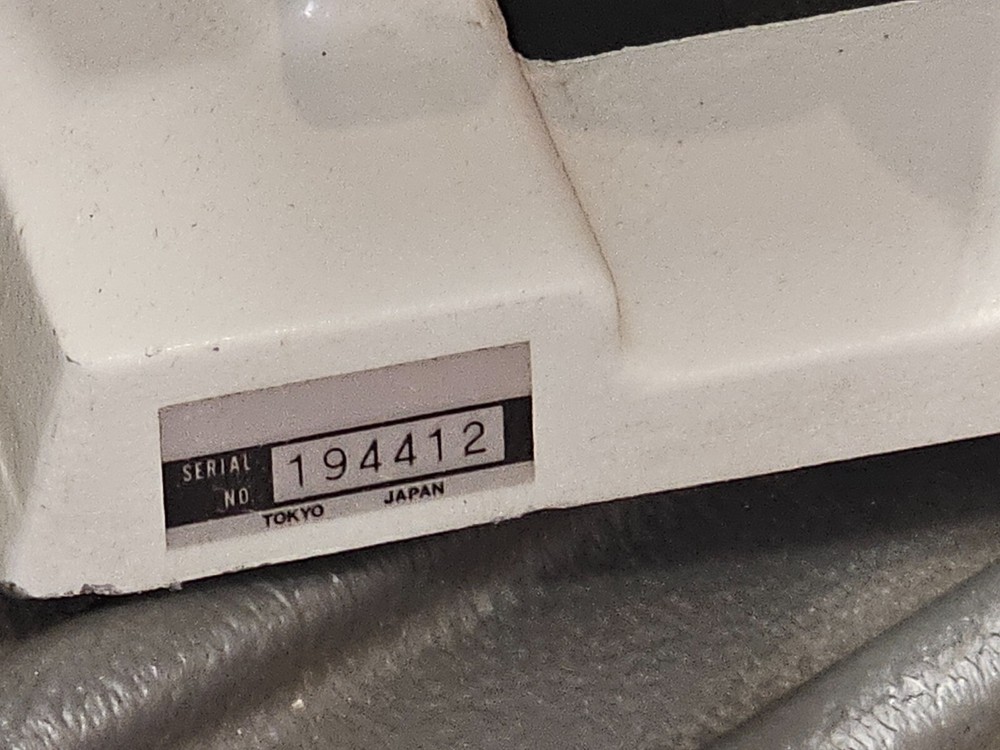 SERIAL
NO. 194412
TOKYO JAPAN